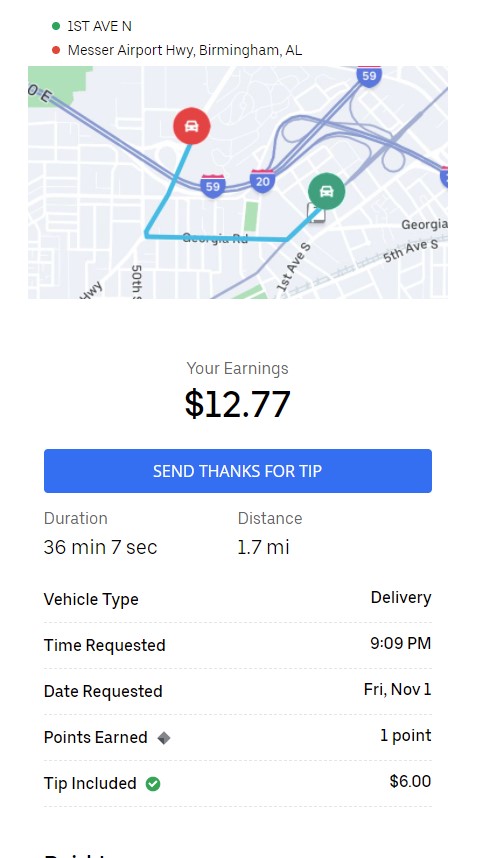 1ST AVE N
Messer Airport Hwy, Birmingham, AL
59
O E
59
20
Georgia Rd
Georgia
5th Ave S
1st Ave S
50th S
Hwy
Your Earnings
$12.77
SEND THANKS FOR TIP
Duration
Distance
36 min 7 sec
1.7 mi
Vehicle Type
Delivery
Time Requested
9:09 PM
Date Requested
Fri, Nov 1
Points Earned
1 point
Tip Included
$6.00